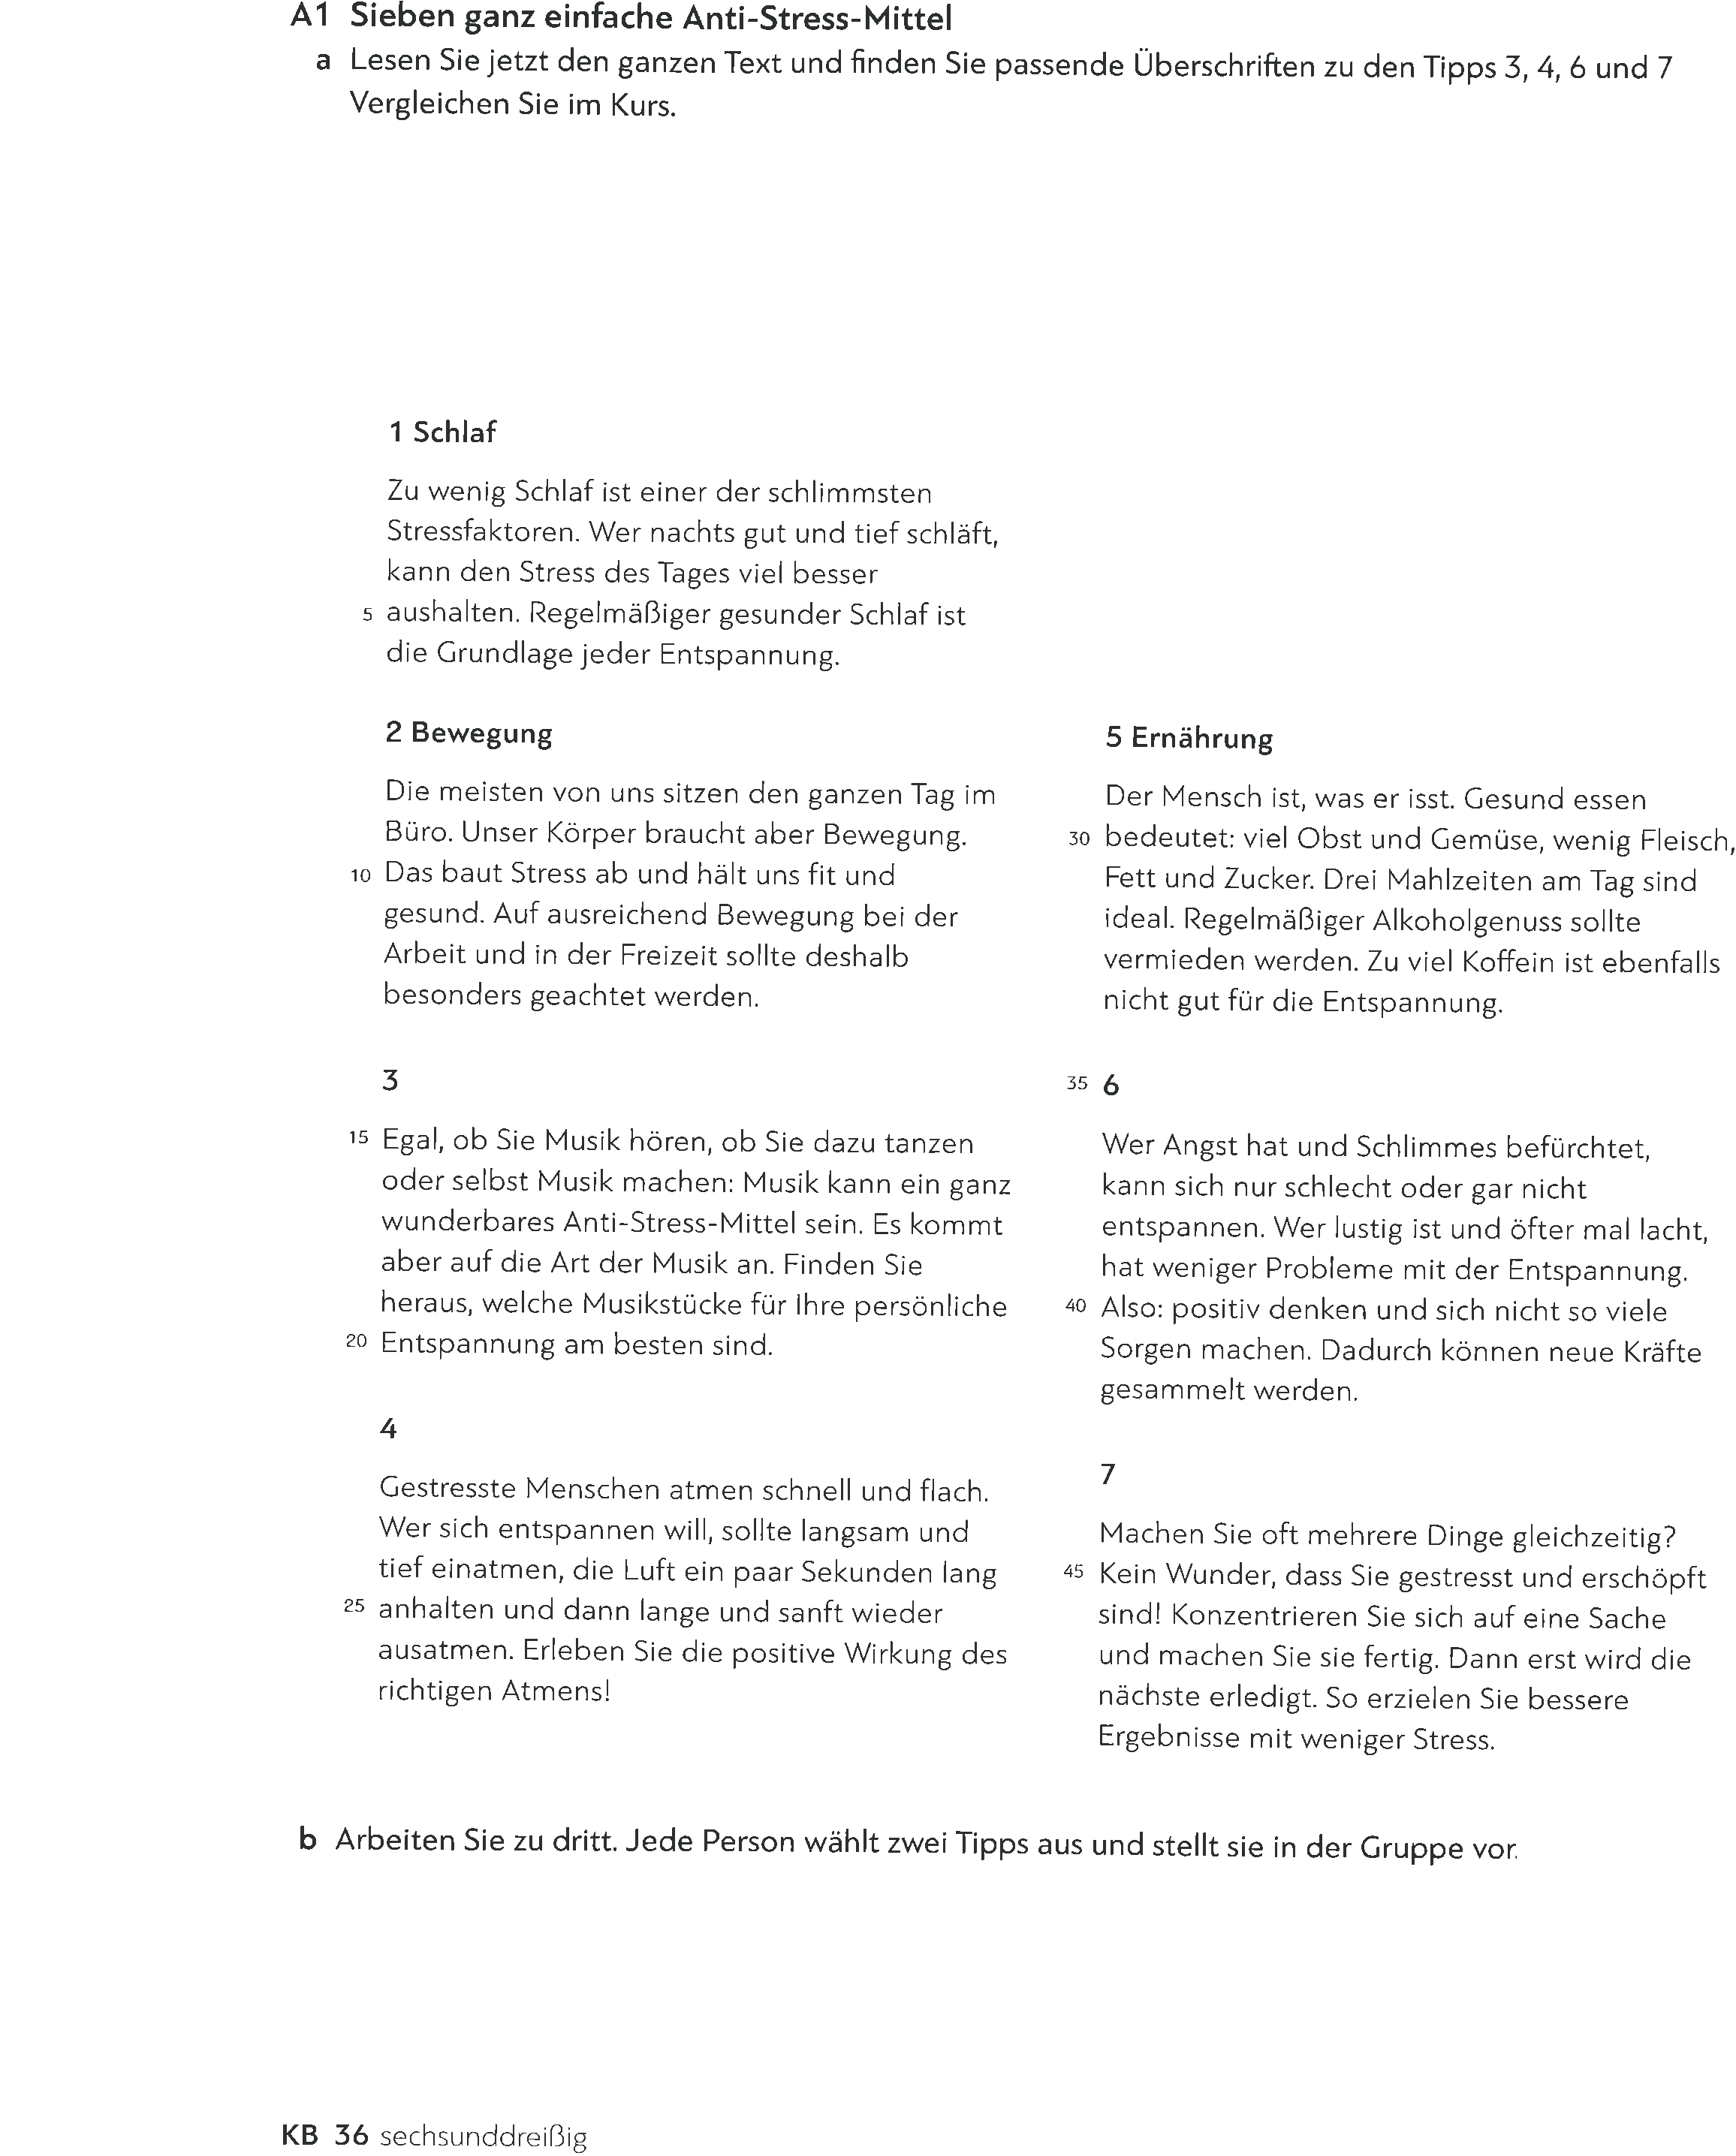 A1 Sieben ganz einfache Anti-Stress-Mittel
a Lesen Sie jetzt den ganzen Text und finden Sie passende Überschriften zu den Tipps 3, 4, 6 und 7
Vergleichen Sie im Kurs.
1 Schlaf
Zu wenig Schlaf ist einer der schlimmsten
Stressfaktoren. Wer nachts gut und tief schläft,
kann den Stress des Tages viel besser
5 aushalten. Regelmäßiger gesunder Schlaf ist
die Grundlage jeder Entspannung.
2 Bewegung
Die meisten von uns sitzen den ganzen Tag im
Büro. Unser Körper braucht aber Bewegung.
10 Das baut Stress ab und hält uns fit und
gesund. Auf ausreichend Bewegung bei der
Arbeit und in der Freizeit sollte deshalb
besonders geachtet werden.
3
15 Egal, ob Sie Musik hören, ob Sie dazu tanzen
oder selbst Musik machen: Musik kann ein ganz
wunderbares Anti-Stress-Mittel sein. Es kommt
aber auf die Art der Musik an. Finden Sie
heraus, welche Musikstücke für Ihre persönliche
20 Entspannung am besten sind.
4
Gestresste Menschen atmen schnell und flach.
Wer sich entspannen will, sollte langsam und
tief einatmen, die Luft ein paar Sekunden lang
25 anhalten und dann lange und sanft wieder
ausatmen. Erleben Sie die positive Wirkung des
richtigen Atmens!
5 Ernährung
Der Mensch ist, was er isst. Gesund essen
30 bedeutet: viel Obst und Gemüse, wenig Fleisch,
Fett und Zucker. Drei Mahlzeiten am Tag sind
ideal. Regelmäßiger Alkoholgenuss sollte
vermieden werden. Zu viel Koffein ist ebenfalls
nicht gut für die Entspannung.
35 6
Wer Angst hat und Schlimmes befürchtet,
kann sich nur schlecht oder gar nicht
entspannen. Wer lustig ist und öfter mal lacht,
hat weniger Probleme mit der Entspannung.
40 Also: positiv denken und sich nicht so viele
Sorgen machen. Dadurch können neue Kräfte
gesammelt werden.
7
Machen Sie oft mehrere Dinge gleichzeitig?
45 Kein Wunder, dass Sie gestresst und erschöpft
sind! Konzentrieren Sie sich auf eine Sache
und machen Sie sie fertig. Dann erst wird die
nächste erledigt. So erzielen Sie bessere
Ergebnisse mit weniger Stress.
b Arbeiten Sie zu dritt. Jede Person wählt zwei Tipps aus und stellt sie in der Gruppe vor.
KB 36 sechsunddreißig